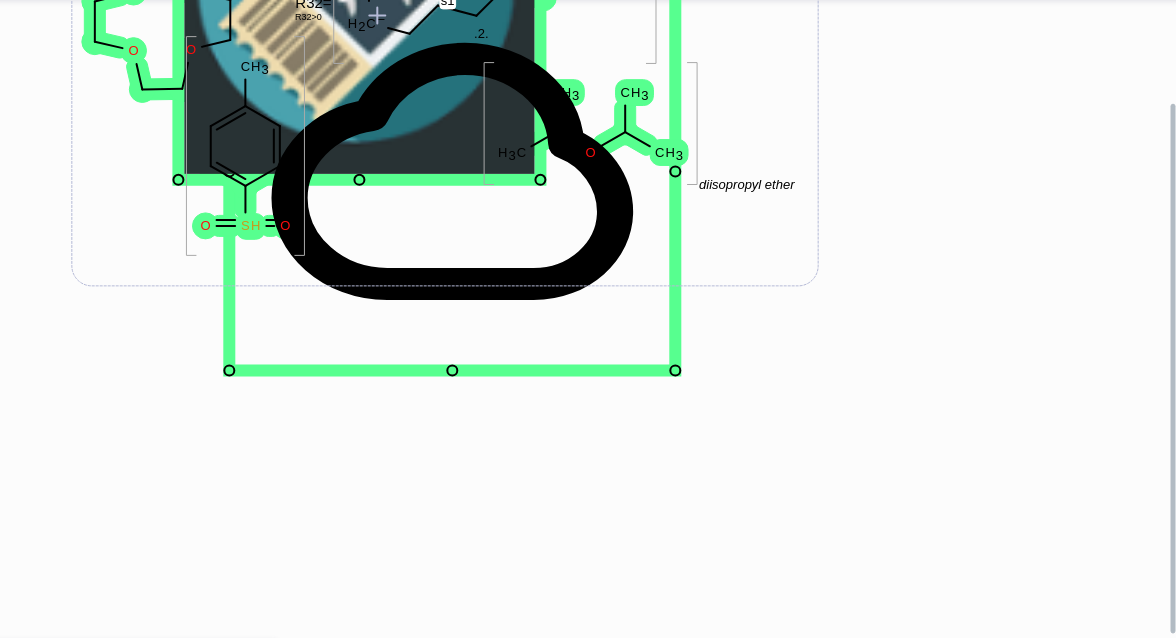 R32=
R32>0
H2C
s1
.2.
O
O
CH3
H3
CH3
H3C
O
CH3
diisopropyl ether
O
SH
O